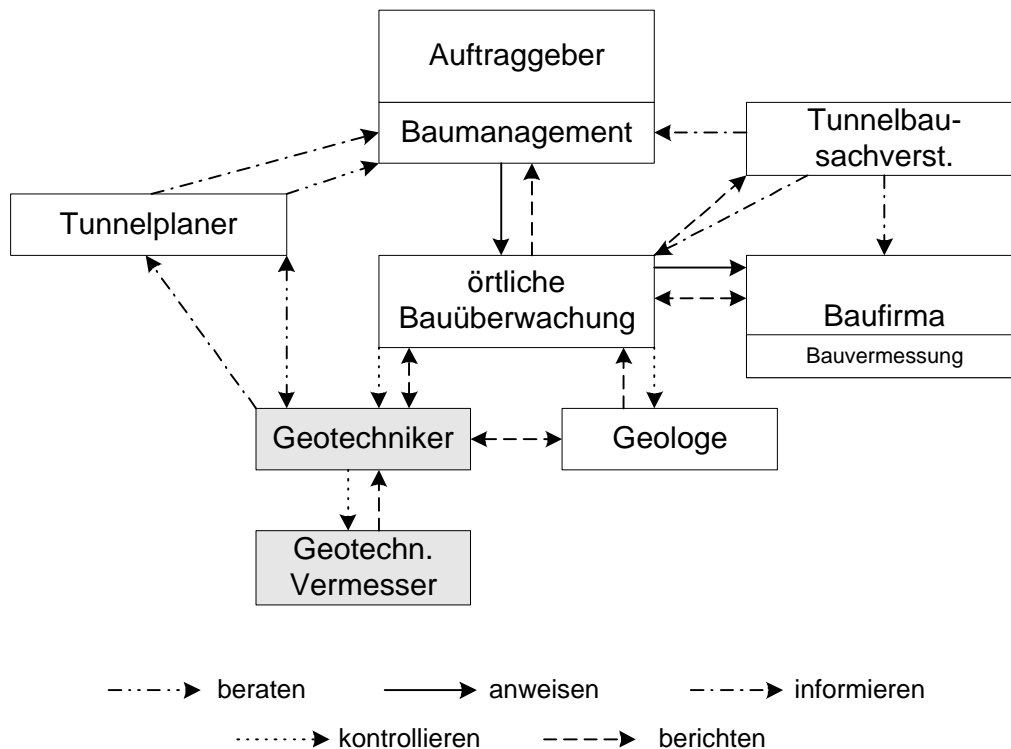 Auftraggeber
Baumanagement
Tunnelbau-
sachverst.
Tunnelplaner
örtliche
Bauüberwachung
Baufirma
Bauvermessung
Geotechniker
Geologe
Geotechn.
Vermesser
beraten
anweisen
informieren
kontrollieren
berichten